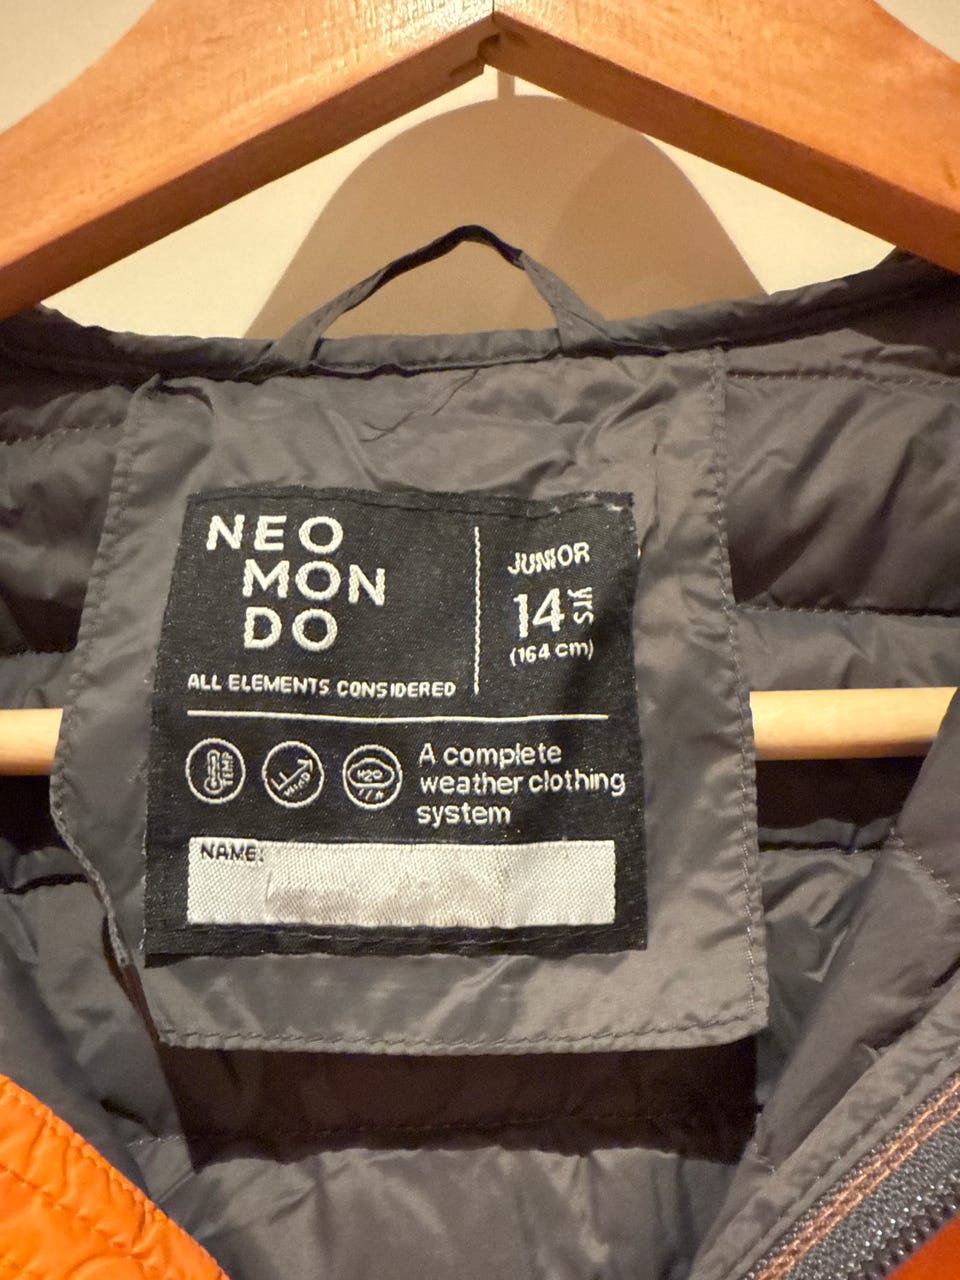 NEO
MON
DO
ALL ELEMENTS CONSIDERED
JUNIOR
14 YRS
(164 cm)
TEMP
WIND
H2O
A complete
weather clothing
system
NAME: